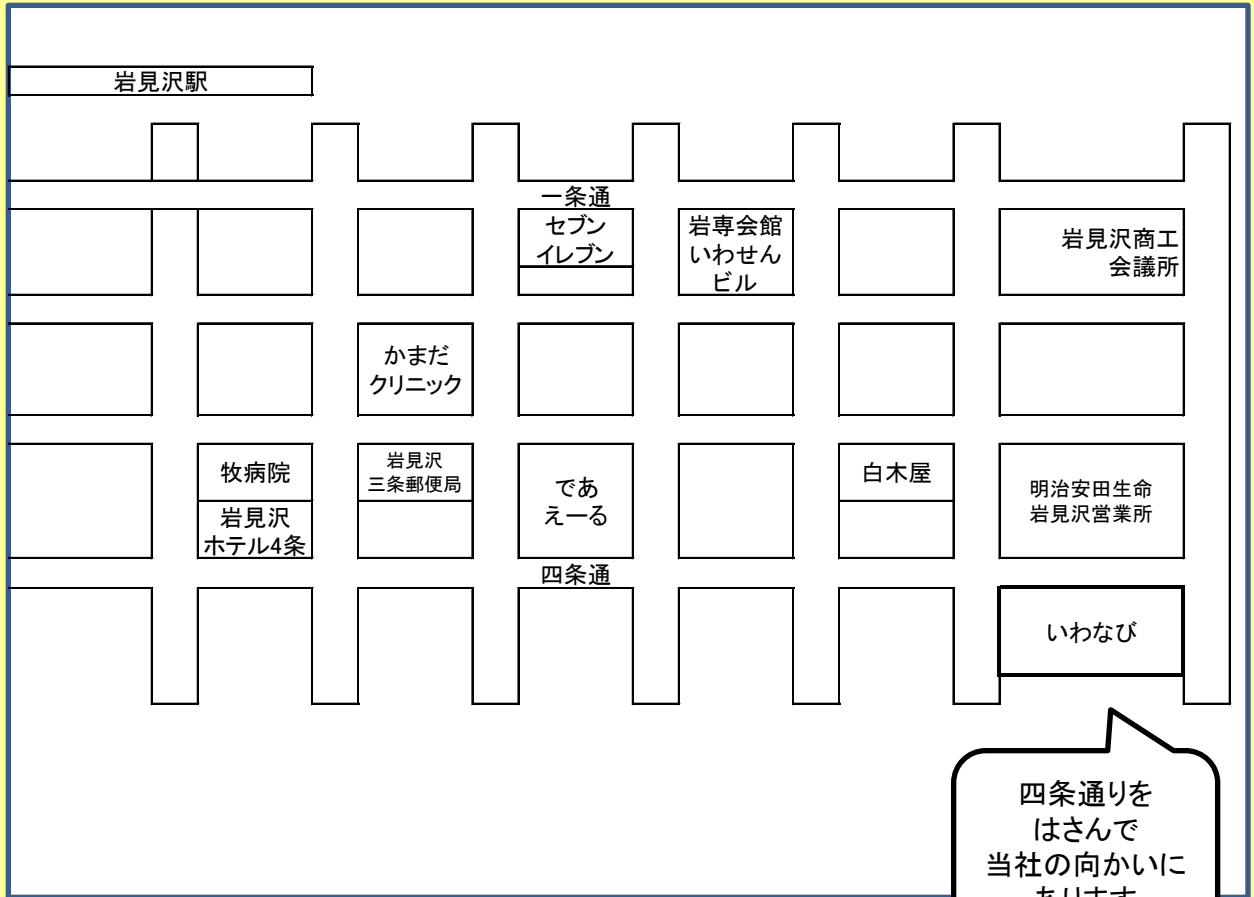 岩見沢駅
一条通
セブン
イレブン
岩専会館
いわせん
ビル
岩見沢商工
会議所
かまだ
クリニック
牧病院
岩見沢
ホテル4条
岩見沢
三条郵便局
であ
えーる
白木屋
明治安田生命
岩見沢営業所
四条通
いわなび
四条通りを
はさんで
当社の向かいに
あります